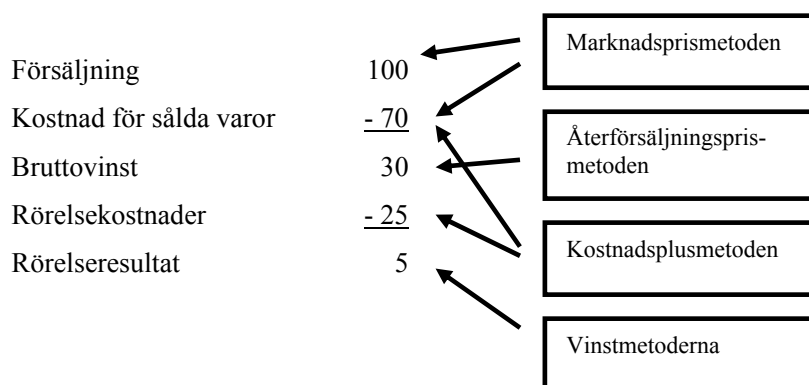 Marknadsprismetoden
Försäljning 100
Kostnad för sålda varor - 70
Återförsäljningspris-
metoden
Bruttovinst 30
Rörelsekostnader - 25
Kostnadsplusmetoden
Rörelseresultat 5
Vinstmetoderna